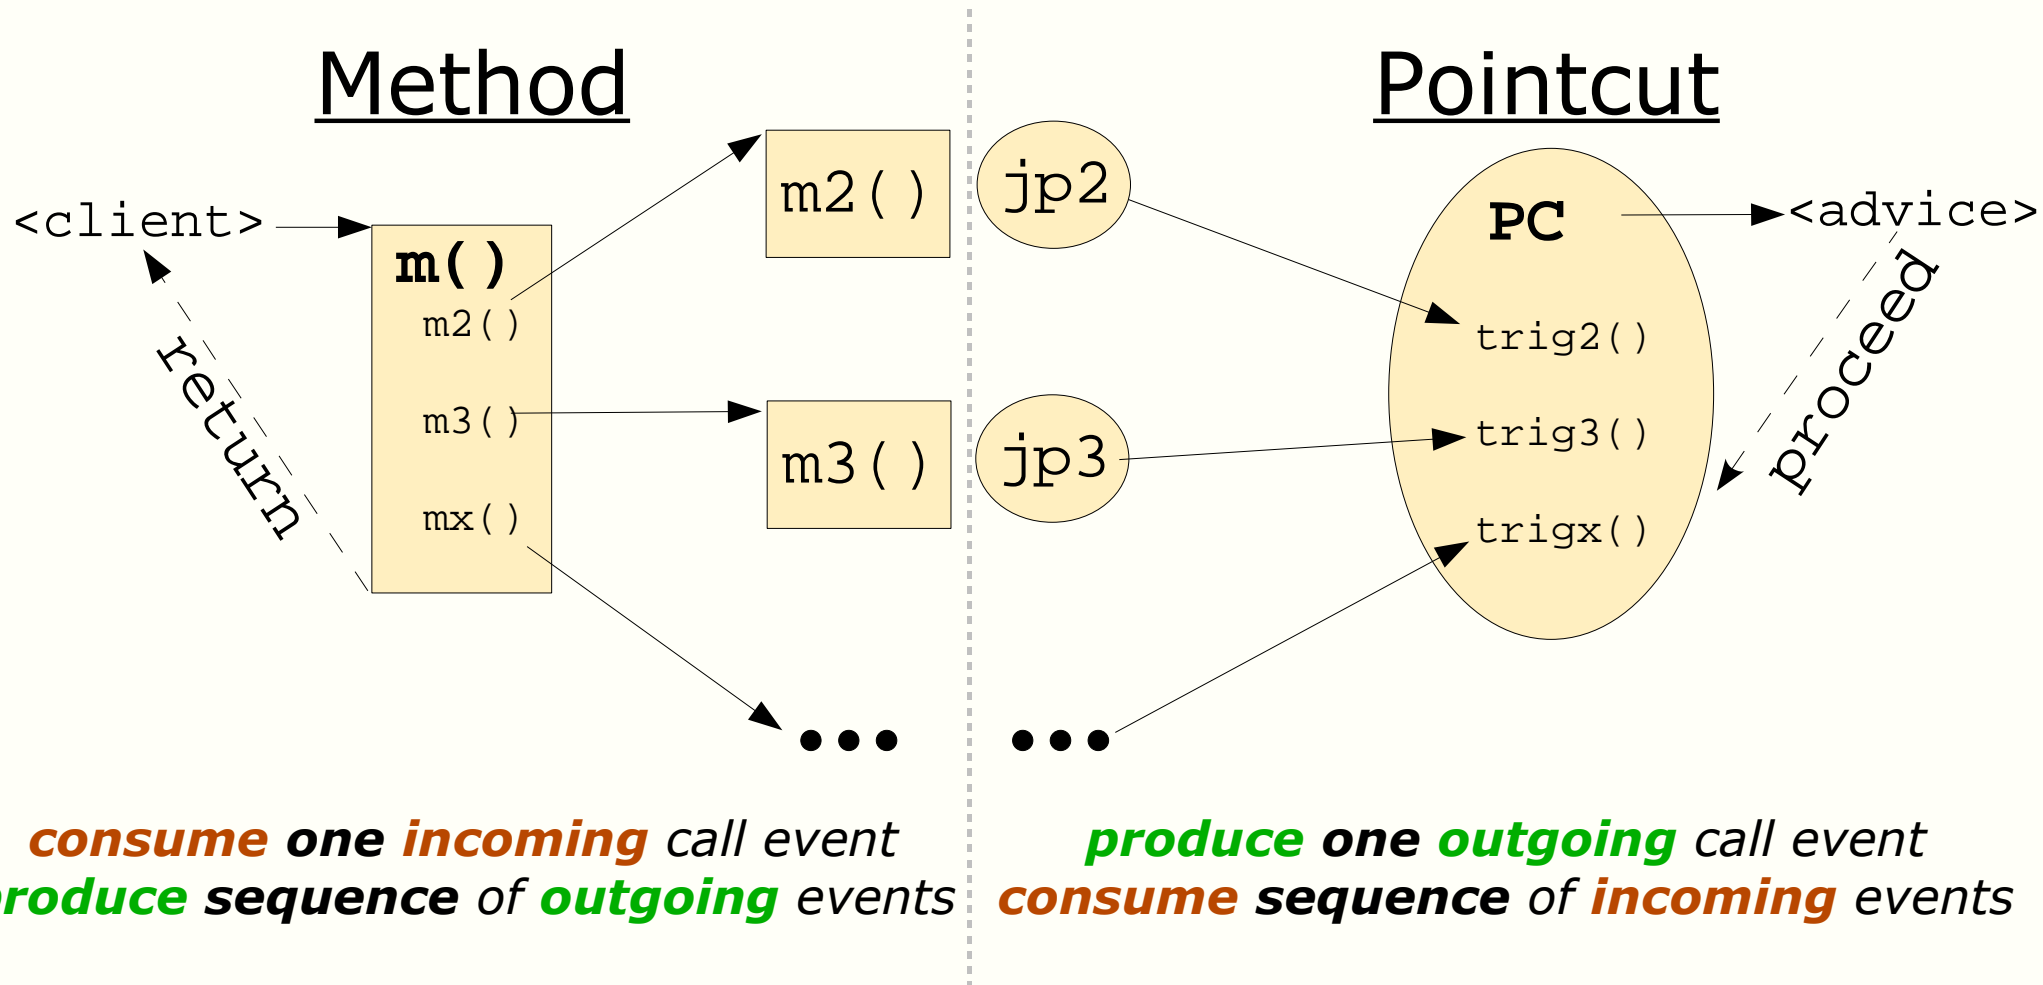 Method
<client>
m()
m2()
m3()
mx()
return
m2()
m3()
...
consume one incoming call event
produce sequence of outgoing events
Pointcut
jp2
jp3
...
PC
trig2()
trig3()
trigx()
<advice>
proceed
produce one outgoing call event
consume sequence of incoming events